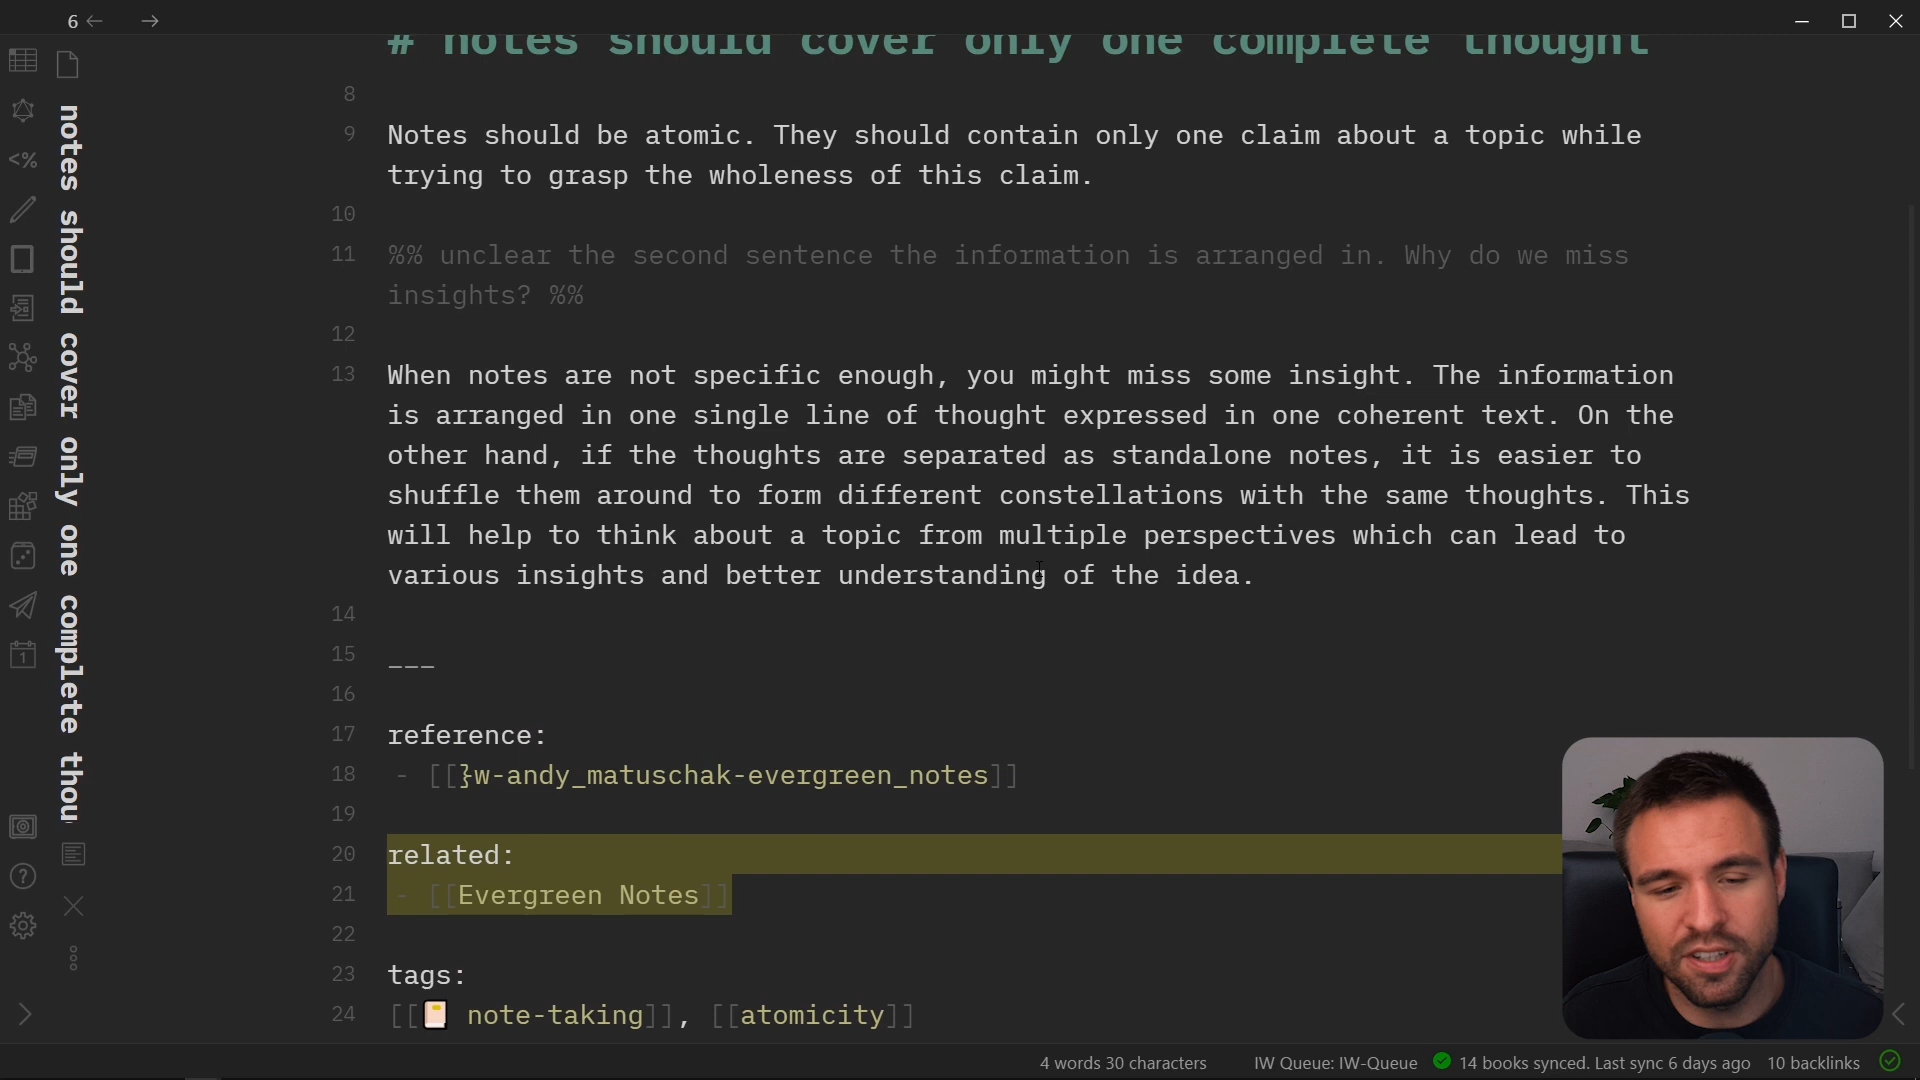 6
# notes should cover only one complete thought
notes should cover only one complete thou
8
9 Notes should be atomic. They should contain only one claim about a topic while
trying to grasp the wholeness of this claim.
10
11 %% unclear the second sentence the information is arranged in. Why do we miss
insights? %%
12
13 When notes are not specific enough, you might miss some insight. The information
is arranged in one single line of thought expressed in one coherent text. On the
other hand, if the thoughts are separated as standalone notes, it is easier to
shuffle them around to form different constellations with the same thoughts. This
will help to think about a topic from multiple perspectives which can lead to
various insights and better understanding of the idea.
14
15 ---
16
17 reference:
18 - [[}w-andy_matuschak-evergreen_notes]]
19
20 related:
21 - [[Evergreen Notes]]
22
23 tags:
24 [[📔 note-taking]], [[atomicity]]
<%
1
4 words 30 characters IW Queue: IW-Queue 14 books synced. Last sync 6 days ago 10 backlinks